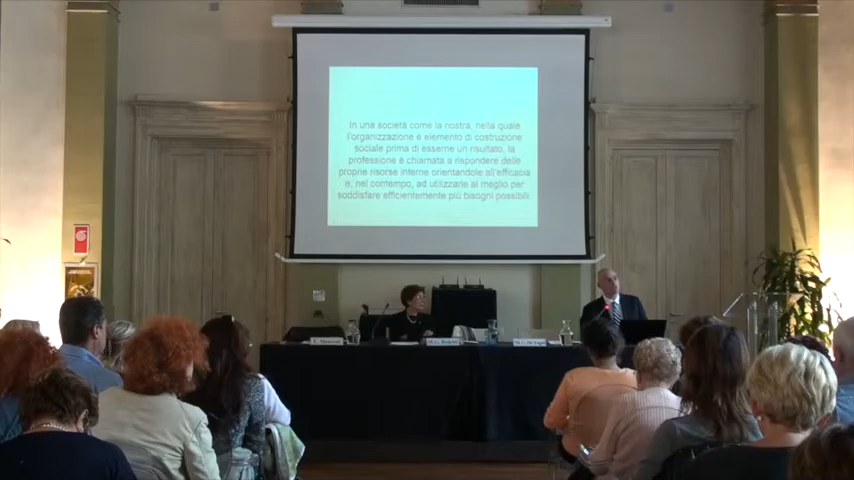 In una società come la nostra, nella quale
l'organizzazione è elemento di costruzione
sociale prima di esserne un risultato, la
professione è chiamata a rispondere delle
proprie risorse interne orientandole all'efficacia
e, nel contempo, ad utilizzarle al meglio per
soddisfare efficientemente più bisogni possibili.